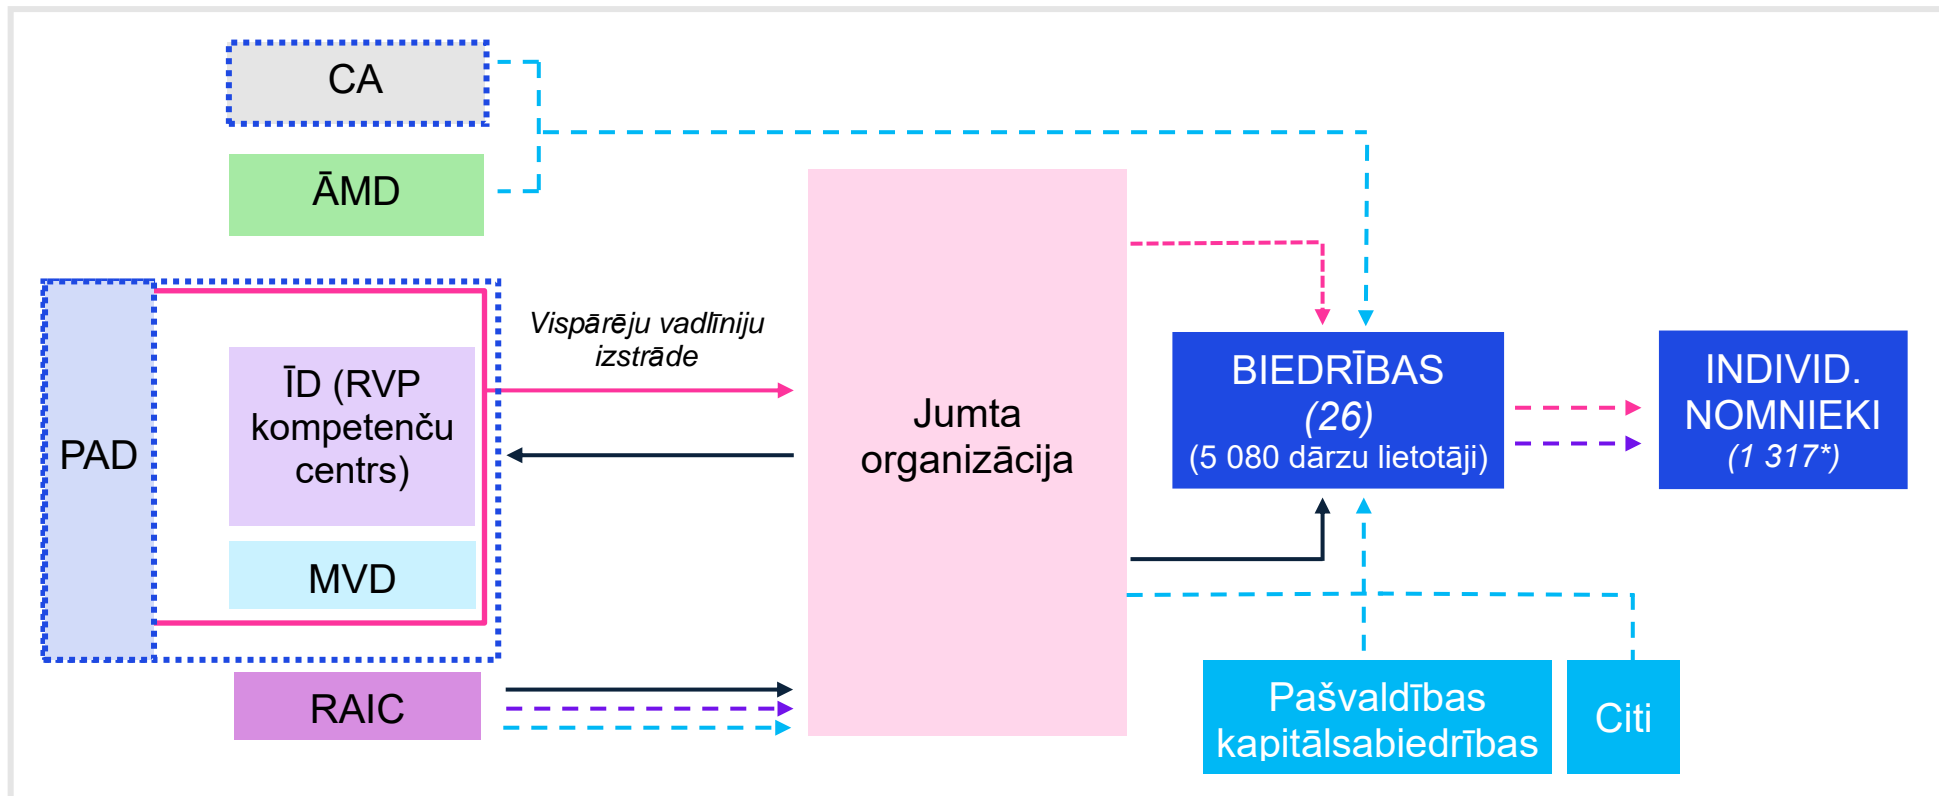 CA
ĀMD
PAD
ĪD (RVP
kompetenču
centrs)
MVD
RAIC
Vispārēju vadlīniju
izstrāde
Jumta
organizācija
BIEDRĪBAS
(26)
(5 080 dārzu lietotāji)
INDIVID.
NOMNIEKI
(1 317*)
Pašvaldības
kapitālsabiedrības
Citi